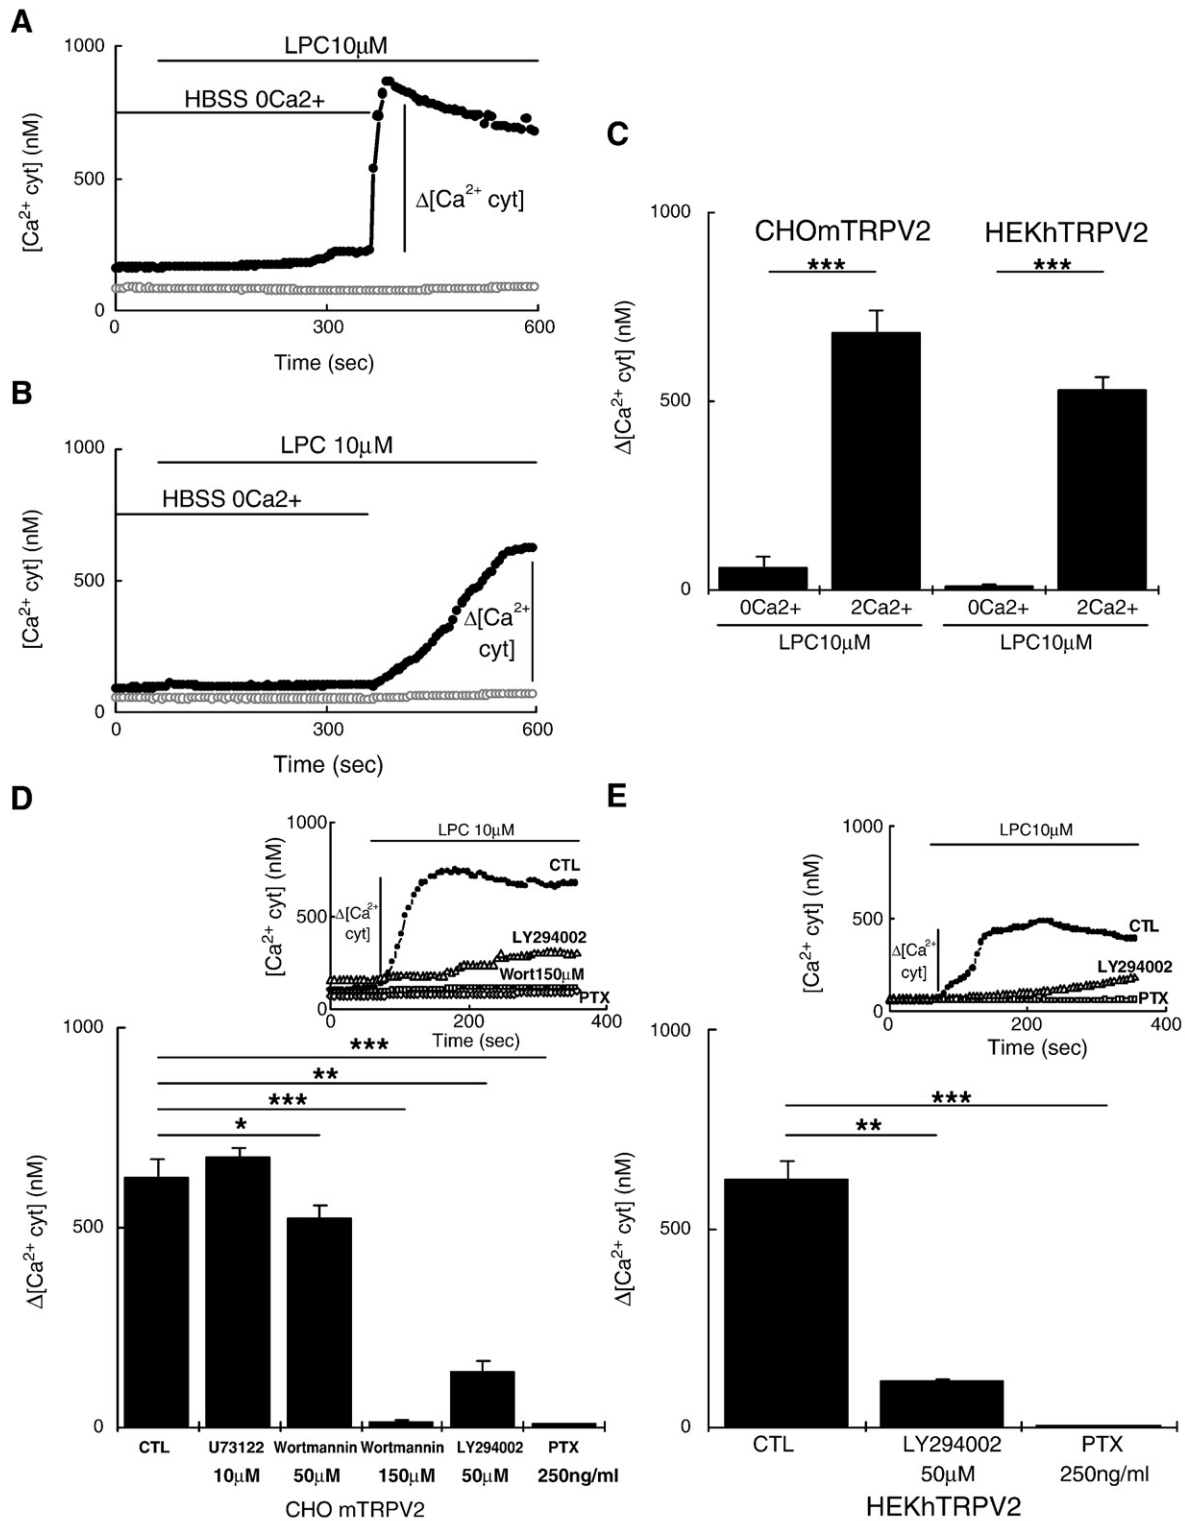 A
1000
500
0
[Ca2+ cyt] (nM)
LPC10µM
HBSS 0Ca2+
Δ[Ca2+ cyt]
0
300
600
Time (sec)
B
1000
500
0
[Ca2+ cyt] (nM)
LPC 10µM
HBSS 0Ca2+
Δ[Ca2+
cyt]
0
300
600
Time (sec)
C
1000
500
0
Δ[Ca2+ cyt] (nM)
CHOmTRPV2
HEKhTRPV2
***
***
0Ca2+
2Ca2+
0Ca2+
2Ca2+
LPC10µM
LPC10µM
D
1000
500
0
[Ca2+ cyt] (nM)
LPC 10µM
CTL
Δ[Ca2+
cyt]
LY294002
Wort150µM
PTX
0
200
400
Time (sec)
1000
500
0
Δ[Ca2+ cyt] (nM)
***
**
***
*
CTL
U73122
10µM
Wortmannin
50µM
Wortmannin
150µM
LY294002
50µM
PTX
250ng/ml
CHO mTRPV2
E
1000
500
0
[Ca2+ cyt] (nM)
LPC10µM
CTL
Δ[Ca2+
cyt]
LY294002
PTX
0
200
400
Time (sec)
1000
500
0
Δ[Ca2+ cyt] (nM)
***
**
CTL
LY294002
50µM
PTX
250ng/ml
HEKhTRPV2